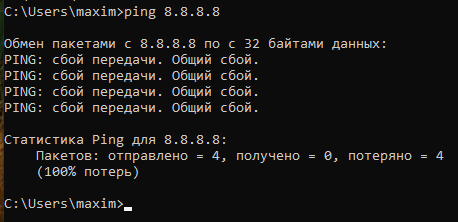 C:\Users\maxim>ping 8.8.8.8
Обмен пакетами с 8.8.8.8 по с 32 байтами данных:
PING: сбой передачи. Общий сбой.
PING: сбой передачи. Общий сбой.
PING: сбой передачи. Общий сбой.
PING: сбой передачи. Общий сбой.
Статистика Ping для 8.8.8.8:
Пакетов: отправлено = 4, получено = 0, потеряно = 4
(100% потерь)
C:\Users\maxim>